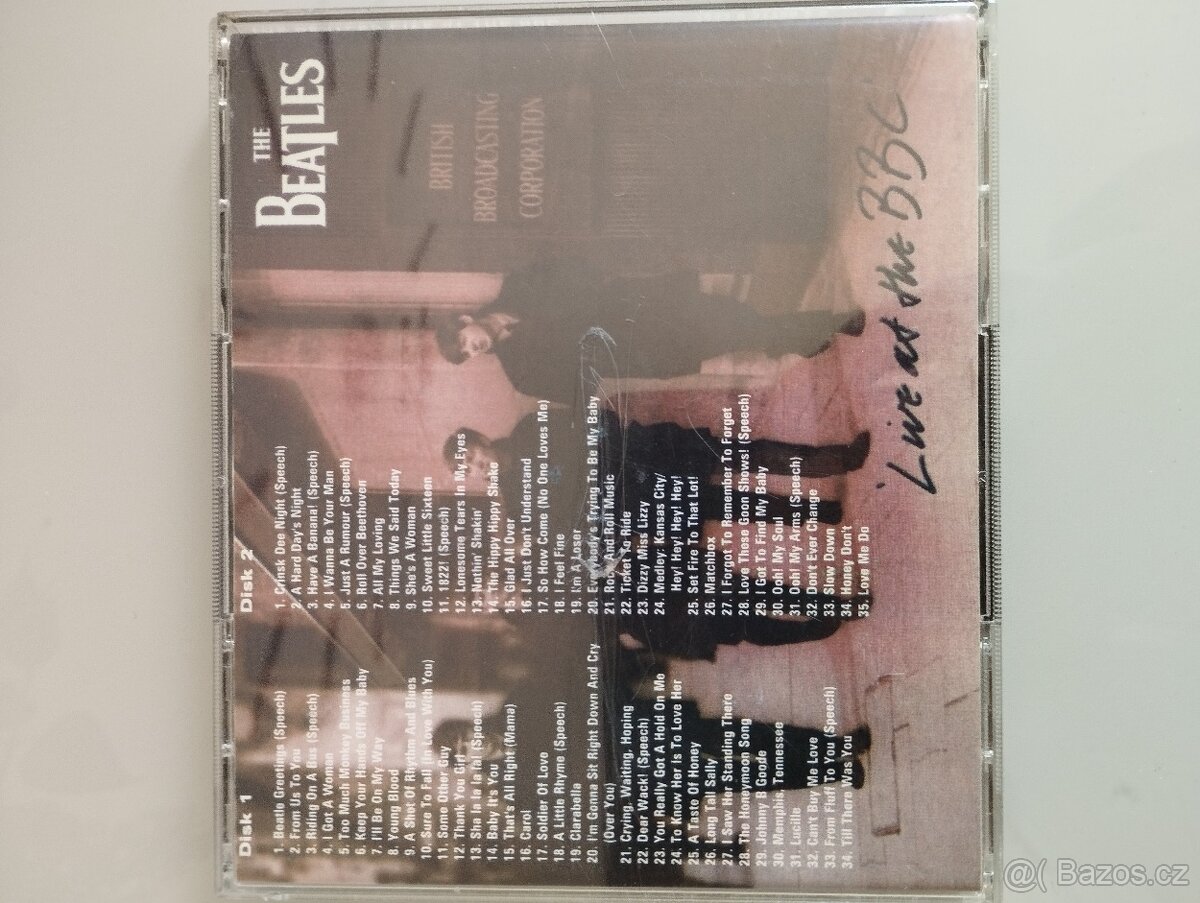 THE
BEATLES
BRITISH
BROADCASTING
CORPORATION
Disk 1
1. Beatle Greetings (Speech)
2. From Us To You
3. Riding On A Bus (Speech)
4. I Got A Women
5. Too Much Monkey Business
6. Keep Your Hands Off My Baby
7. I'll Be On My Way
8. Young Blood
9. A Shot Of Rhythm And Blues
10. Sure To Fall (In Love With You)
11. Some Other Guy
12. Thank You Girl
13. Sha la la la la! (Speech)
14. Baby It's You
15. That's All Right (Mama)
16. Carol
17. Soldier Of Love
18. A Little Rhyme (Speech)
19. Clarabella
20. I'm Gonna Sit Right Down And Cry
(Over You)
21. Crying, Waiting, Hoping
22. Dear Wack! (Speech)
23. You Really Got A Hold On Me
24. To Know Her Is To Love Her
25. A Taste Of Honey
26. Long Tall Sally
27. I Saw Her Standing There
28. The Honeymoon Song
29. Johnny B Goode
30. Memphis, Tennessee
31. Lucille
32. Can't Buy Me Love
33. From Fluff To You (Speech)
34. Till There Was You
Disk 2
1. Crinsk Dee Night (Speech)
2. A Hard Day's Night
3. Have A Banana! (Speech)
4. I Wanna Be Your Man
5. Just A Rumour (Speech)
6. Roll Over Beethoven
7. All My Loving
8. Things We Said Today
9. She's A Woman
10. Sweet Little Sixteen
11. 1822! (Speech)
12. Lonesome Tears In My Eyes
13. Nothin' Shakin'
14. The Hippy Hippy Shake
15. Glad All Over
16. I Just Don't Understand
17. So How Come (No One Loves Me)
18. I Feel Fine
19. I'm A Loser
20. Everybody's Trying To Be My Baby
21. Rock And Roll Music
22. Ticket To Ride
23. Dizzy Miss Lizzy
24. Medley: Kansas City/
Hey! Hey! Hey! Hey!
25. Set Fire To That Lot!
26. Matchbox
27. I Forgot To Remember To Forget
28. Love These Goon Shows! (Speech)
29. I Got To Find My Baby
30. Ooh! My Soul
31. Ooh! My Arms (Speech)
32. Don't Ever Change
33. Slow Down
34. Honey Don't
35. Love Me Do
'Live at the BBC
@( Bazos.cz